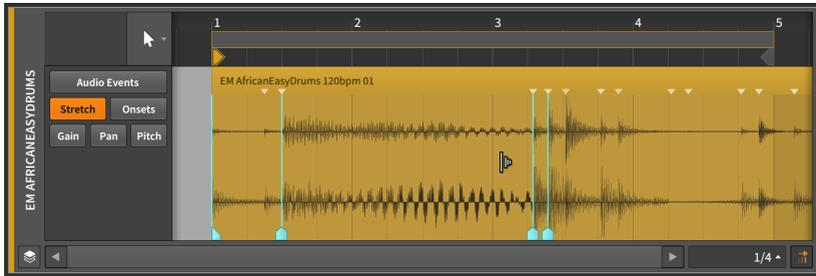 1 2 3 4 5
EM AFRICANEASYDRUMS
Audio Events
EM AfricanEasyDrums 120bpm 01
Stretch Onsets
Gain Pan Pitch
1/4